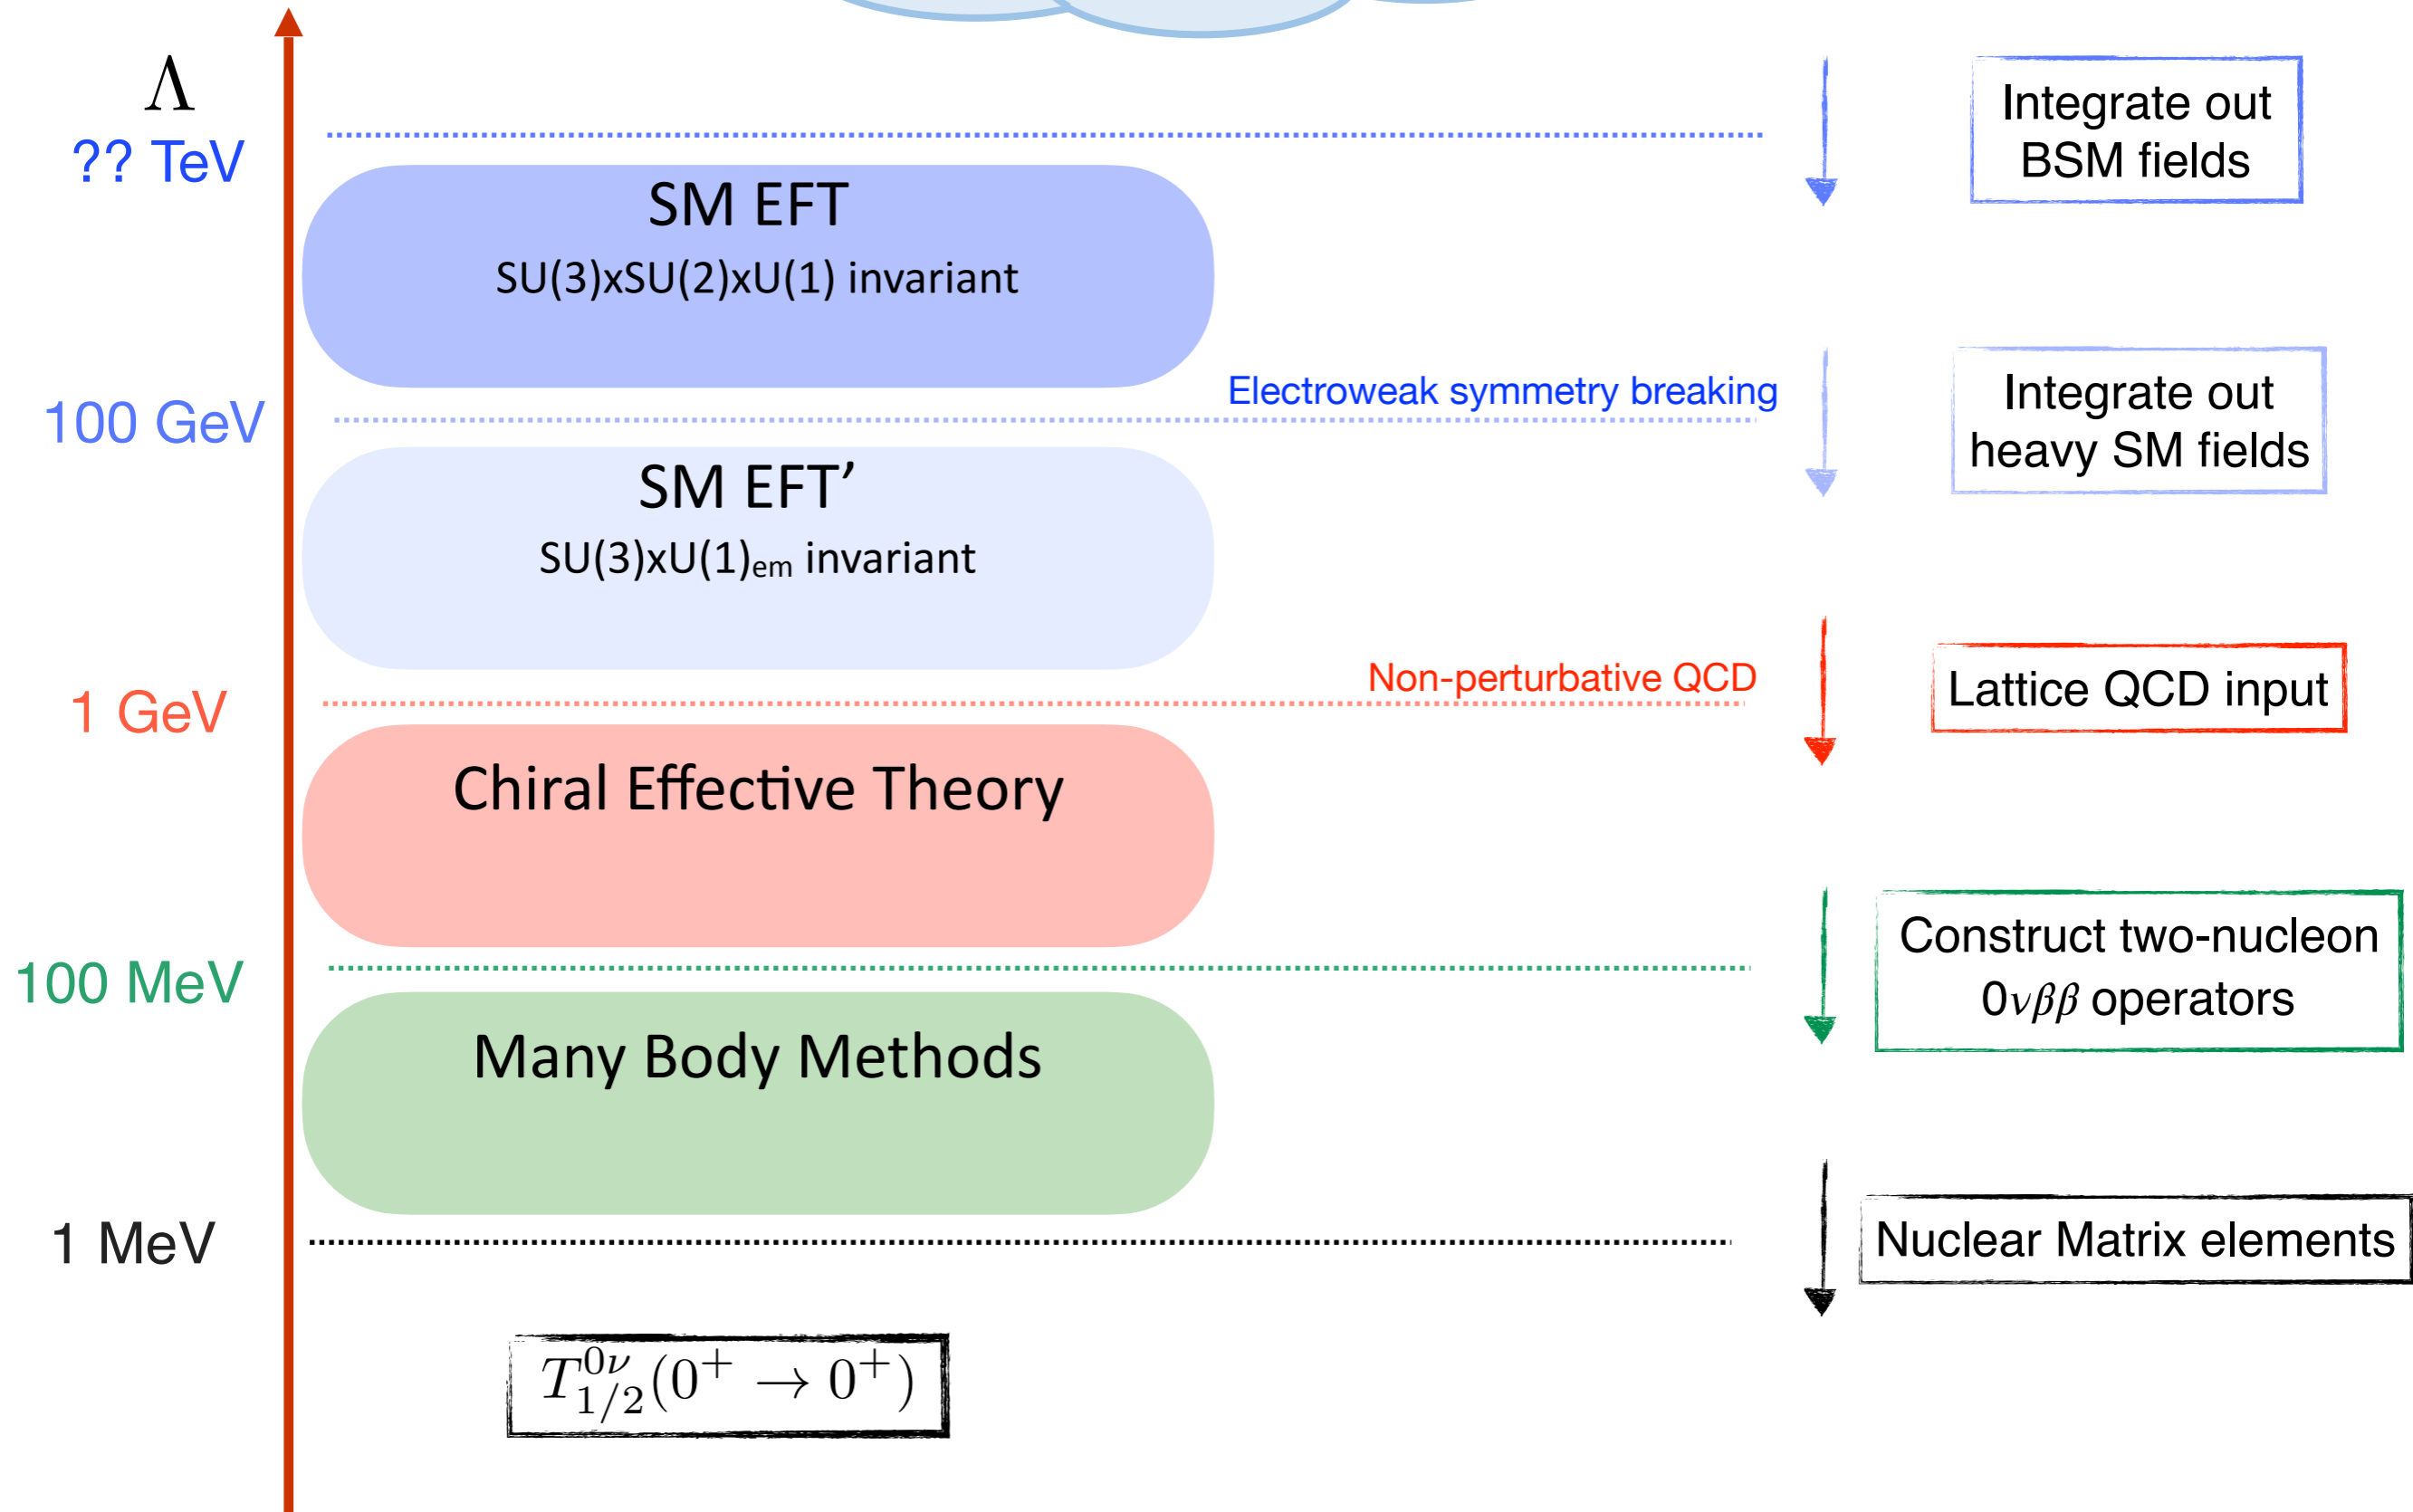 Λ
?? TeV
SM EFT
SU(3)xSU(2)xU(1) invariant
Integrate out
BSM fields
100 GeV
Electroweak symmetry breaking
Integrate out
heavy SM fields
SM EFT’
SU(3)xU(1)em invariant
1 GeV
Non-perturbative QCD
Lattice QCD input
Chiral Effective Theory
100 MeV
Construct two-nucleon
0νββ operators
Many Body Methods
1 MeV
Nuclear Matrix elements
T_{1/2}^{0ν}(0⁺ → 0⁺)